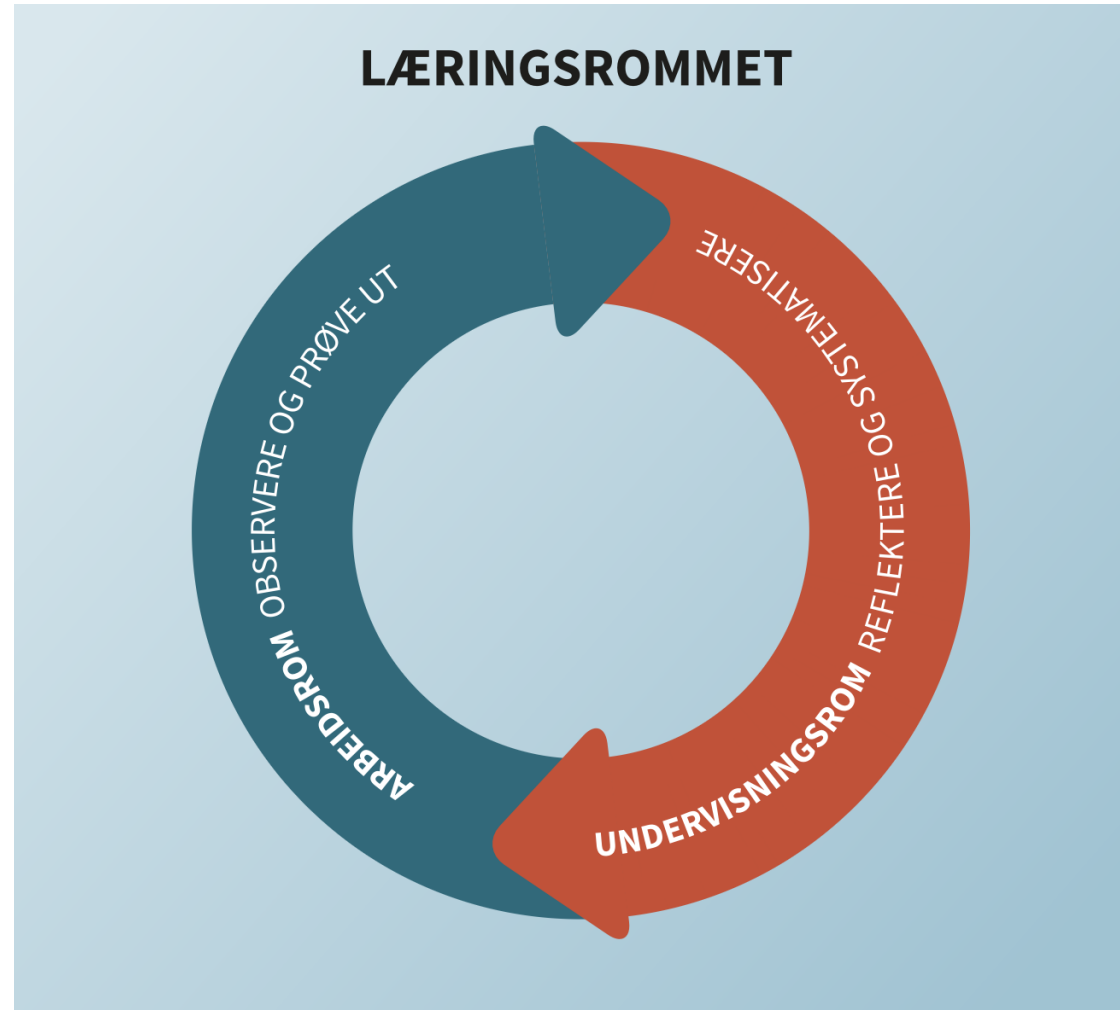 LÆRINGSROMMET
ARBEIDSROM OBSERVERE OG PRØVE UT
UNDERVISNINGSROM REFLEKTERE OG SYSTEMATISERE